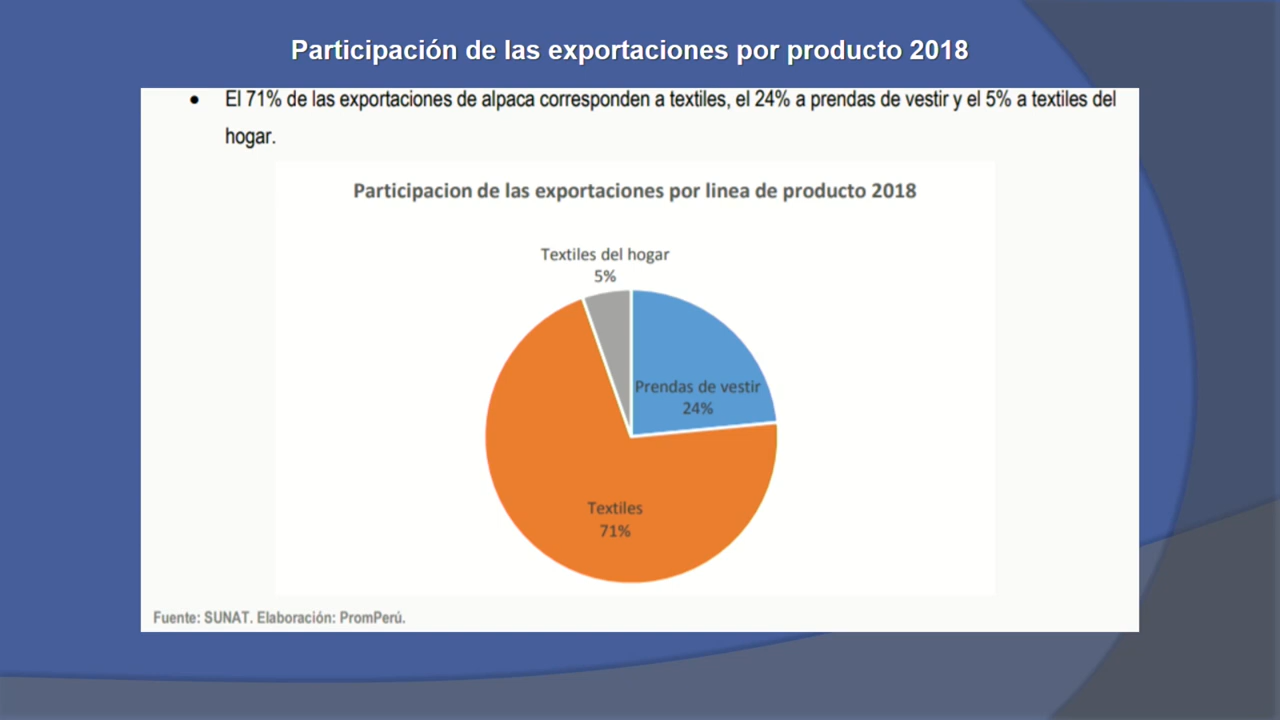 Participación de las exportaciones por producto 2018
• El 71% de las exportaciones de alpaca corresponden a textiles, el 24% a prendas de vestir y el 5% a textiles del
hogar.
Participacion de las exportaciones por linea de producto 2018
Textiles del hogar
5%
Prendas de vestir
24%
Textiles
71%
Fuente: SUNAT. Elaboración: PromPerú.